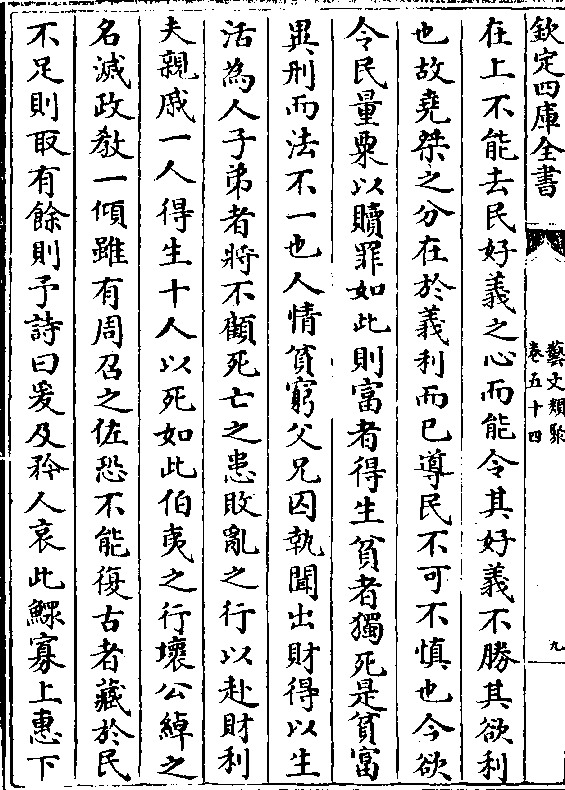 欽定四庫全書
藝文類聚
卷五十四
九
在上不能去民好義之心而能令其好義不勝其欲利
也故堯桀之分在於義利而已導民不可不慎也今欲
令民量粟以贖罪如此則富者得生貧者獨死是貧富
異刑而法不一也人情貧窮父兄囚執聞出財得以生
活為人子弟者將不顧死亡之患敗亂之行以赴財利
夫親戚一人得生十人以死如此伯夷之行壞公綽之
名滅政教一傾雖有周召之佐恐不能復古者藏於民
不足則取有餘則予詩曰爰及矜人哀此鰥寡上惠下